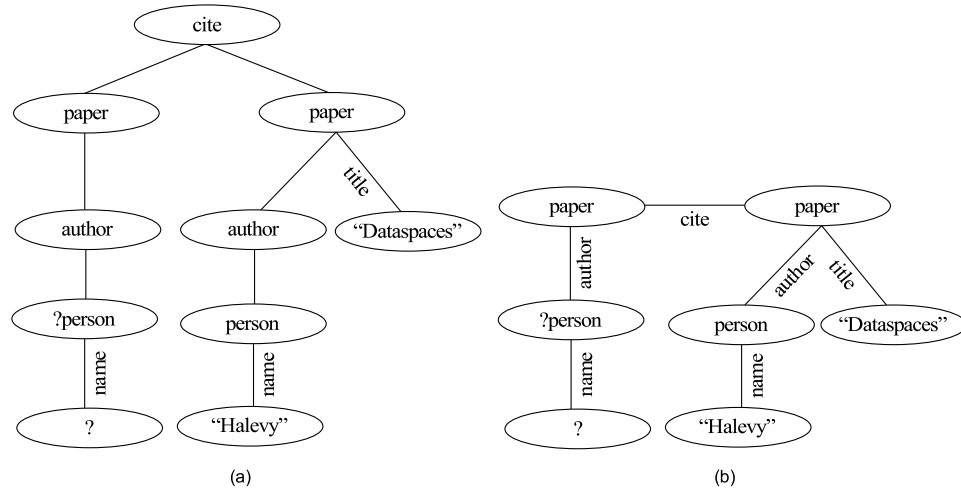 cite
paper
paper
title
author
author
“Dataspaces”
?person
person
name
name
?
“Halevy”
(a)
paper
cite
paper
author
author
title
?person
person
“Dataspaces”
name
name
?
“Halevy”
(b)